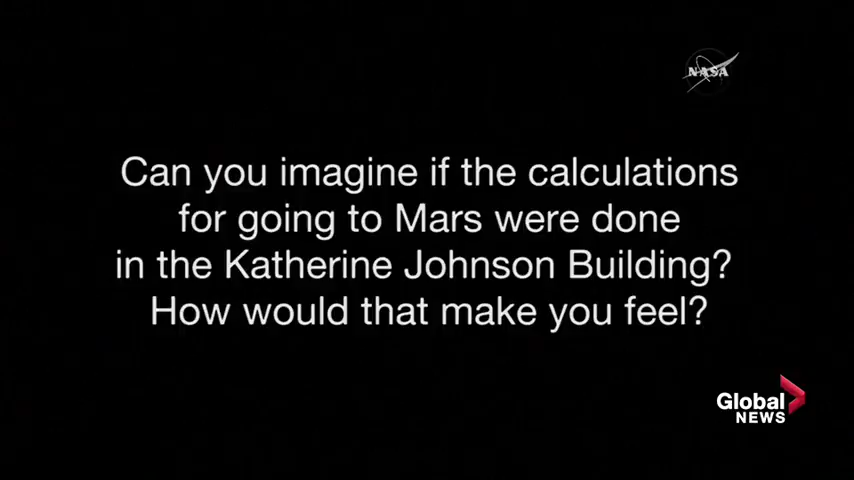 NASA
Can you imagine if the calculations
for going to Mars were done
in the Katherine Johnson Building?
How would that make you feel?
Global
NEWS